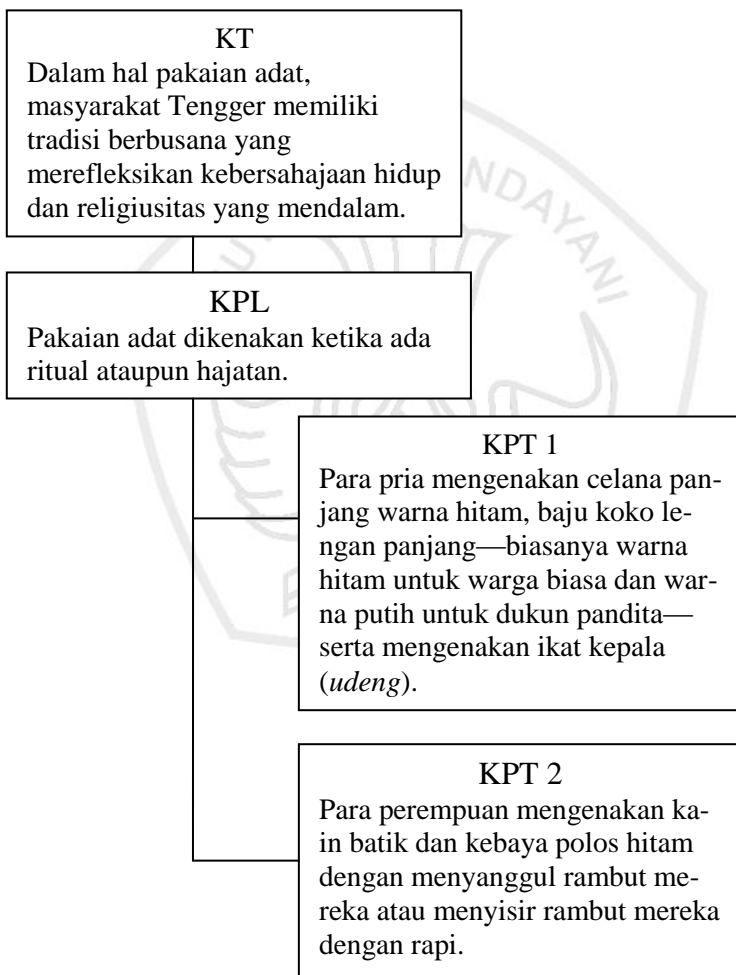 KT
Dalam hal pakaian adat,
masyarakat Tengger memiliki
tradisi berbusana yang
merefleksikan kebersahajaan hidup
dan religiusitas yang mendalam.
KPL
Pakaian adat dikenakan ketika ada
ritual ataupun hajatan.
KPT 1
Para pria mengenakan celana pan-
jang warna hitam, baju koko le-
ngan panjang—biasanya warna
hitam untuk warga biasa dan war-
na putih untuk dukun pandita—
serta mengenakan ikat kepala
(udeng).
KPT 2
Para perempuan mengenakan ka-
in batik dan kebaya polos hitam
dengan menyanggul rambut me-
reka atau menyisir rambut mereka
dengan rapi.